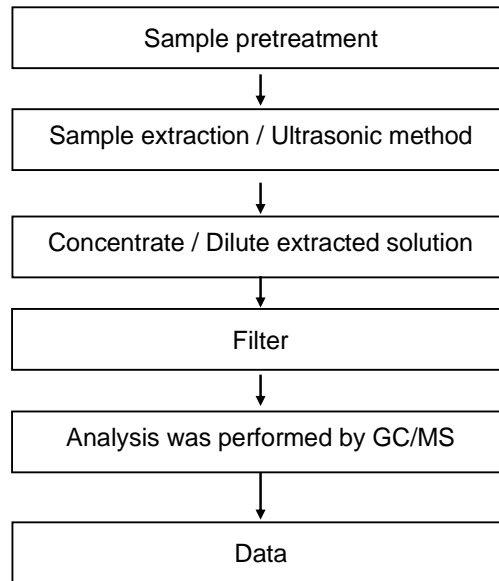 Sample pretreatment
Sample extraction / Ultrasonic method
Concentrate / Dilute extracted solution
Filter
Analysis was performed by GC/MS
Data